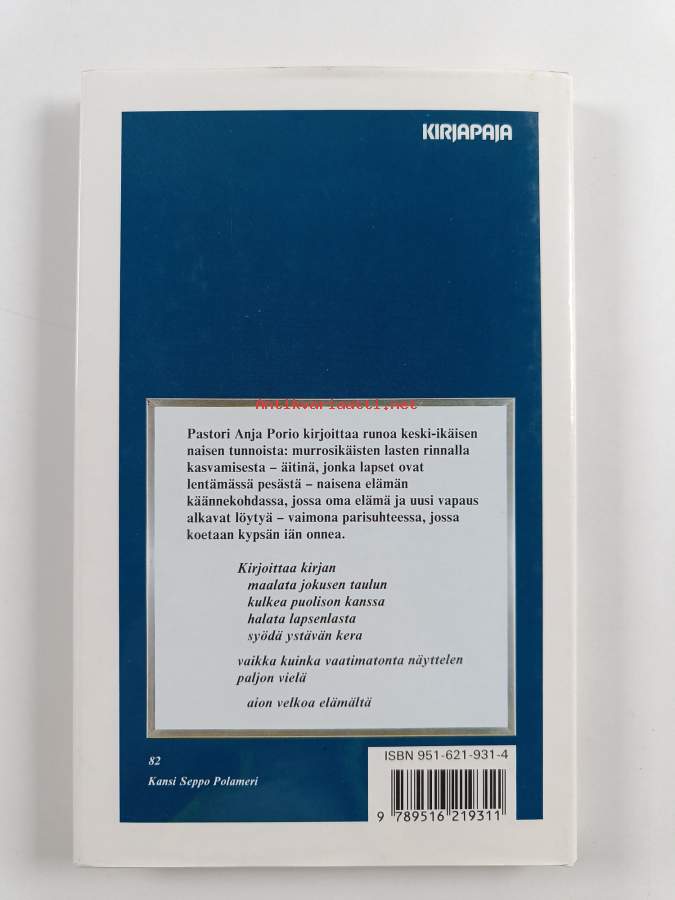 KIRJAPAJA
Antikvariaatti.net
Pastori Anja Porio kirjoittaa runoa keski-ikäisen
naisen tunnoista: murrosikäisten lasten rinnalla
kasvamisesta – äitinä, jonka lapset ovat
lentämässä pesästä – naisena elämän
käännekohdassa, jossa oma elämä ja uusi vapaus
alkavat löytyä – vaimona parisuhteessa, jossa
koetaan kypsän iän onnea.
Kirjoittaa kirjan
maalata jokusen taulun
kulkea puolison kanssa
halata lapsenlasta
syödä ystävän kera
vaikka kuinka vaatimatonta näyttelen
paljon vielä
aion velkoa elämältä
82
Kansi Seppo Polameri
ISBN 951-621-931-4
9 789516 219311